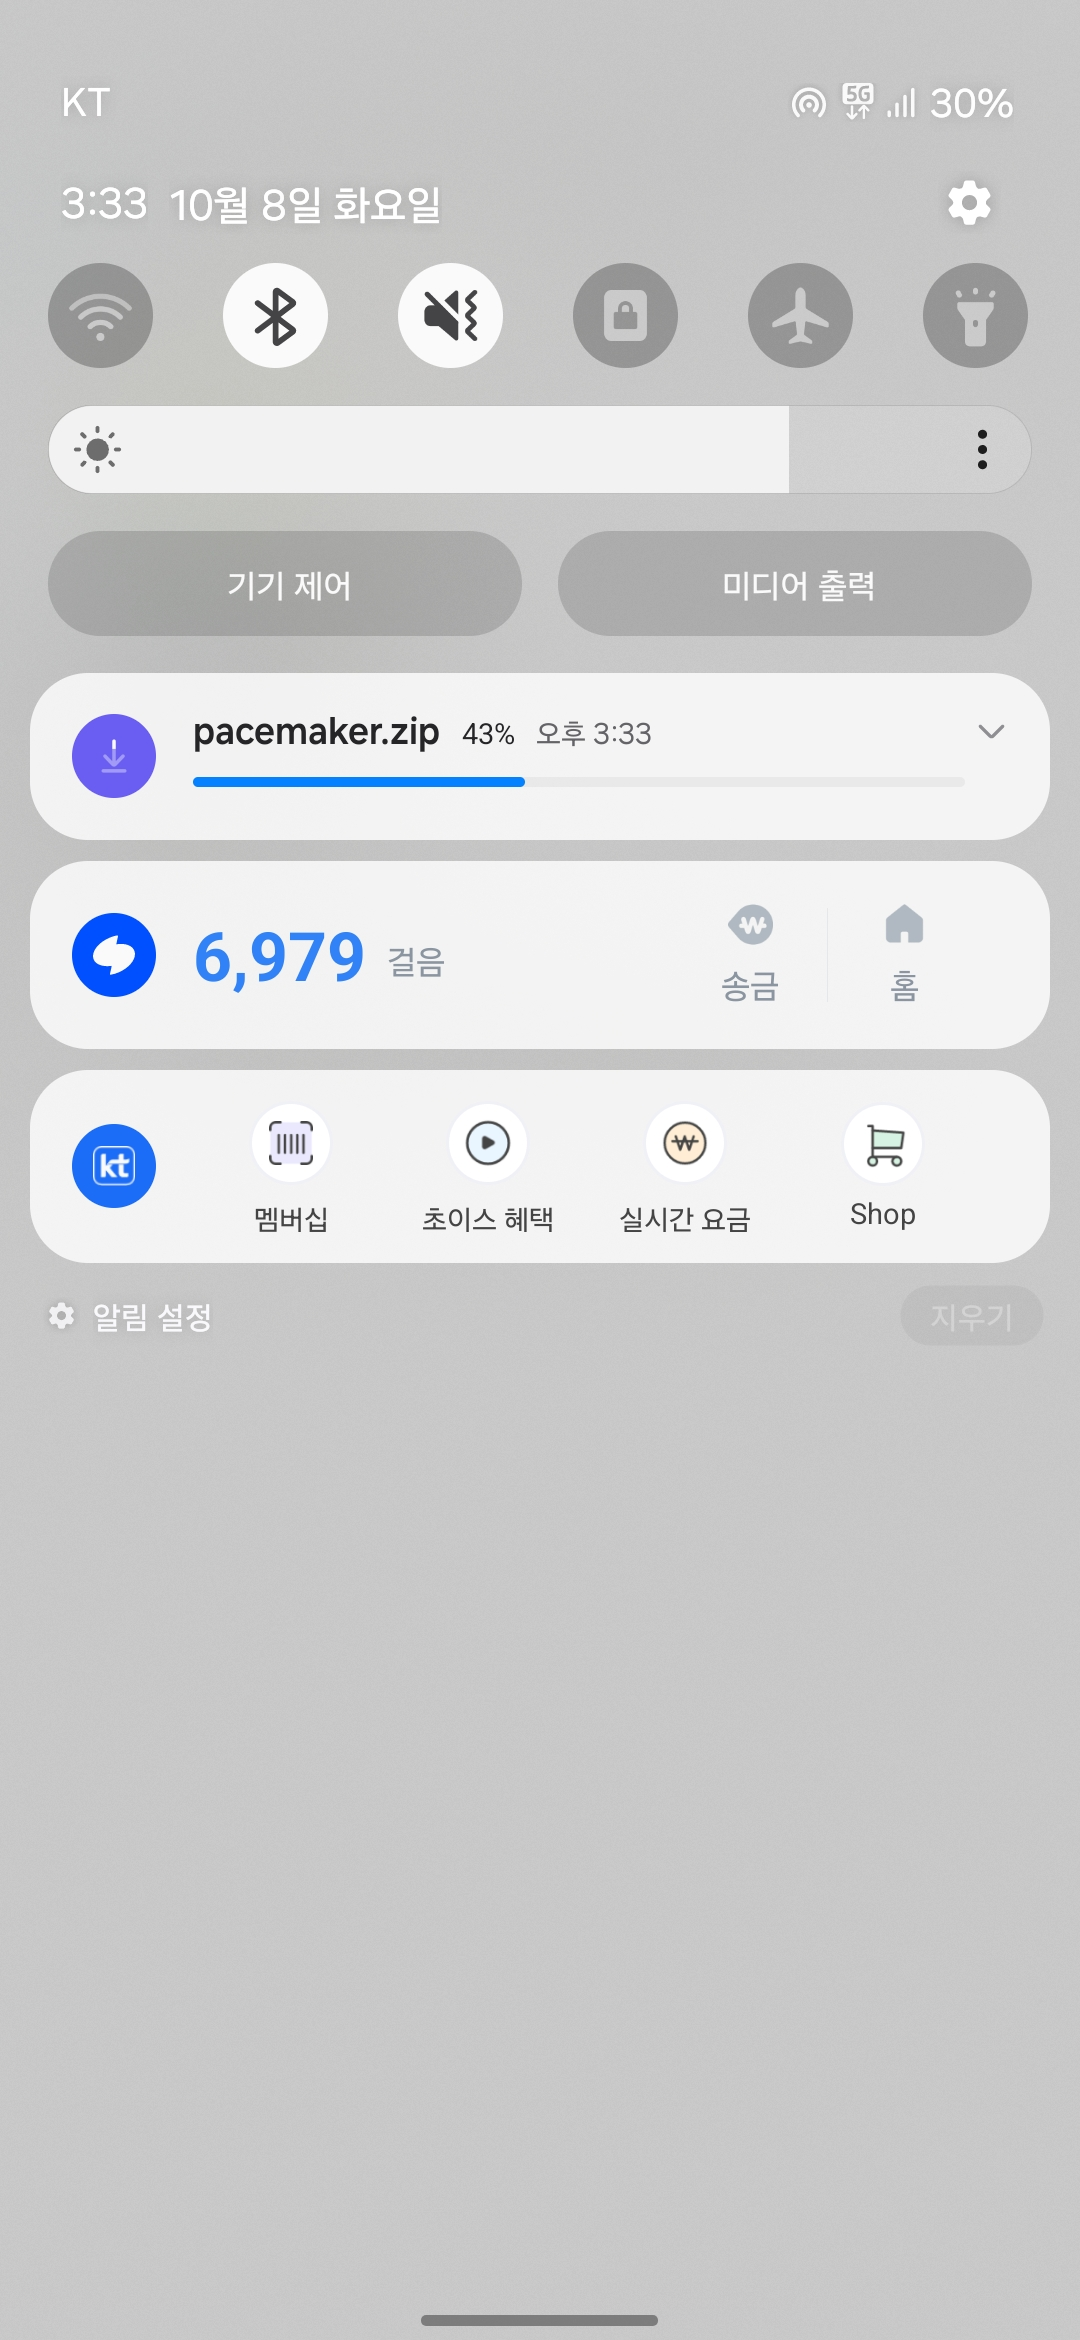 KT 5G 30%
3:33 10월 8일 화요일
기기 제어 미디어 출력
pacemaker.zip 43% 오후 3:33
6,979 걸음 송금 홈
kt 멤버십 초이스 혜택 실시간 요금 Shop
알림 설정 지우기